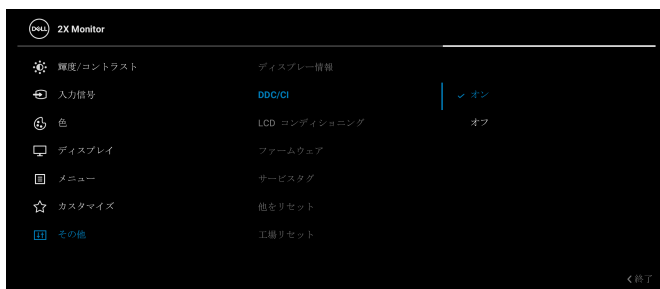 DELL 2X Monitor
輝度/コントラスト ディスプレー情報
入力信号 DDC/CI オン
色 LCD コンディショニング オフ
ディスプレイ ファームウェア
メニュー サービスタグ
カスタマイズ 他をリセット
その他 工場リセット
終了